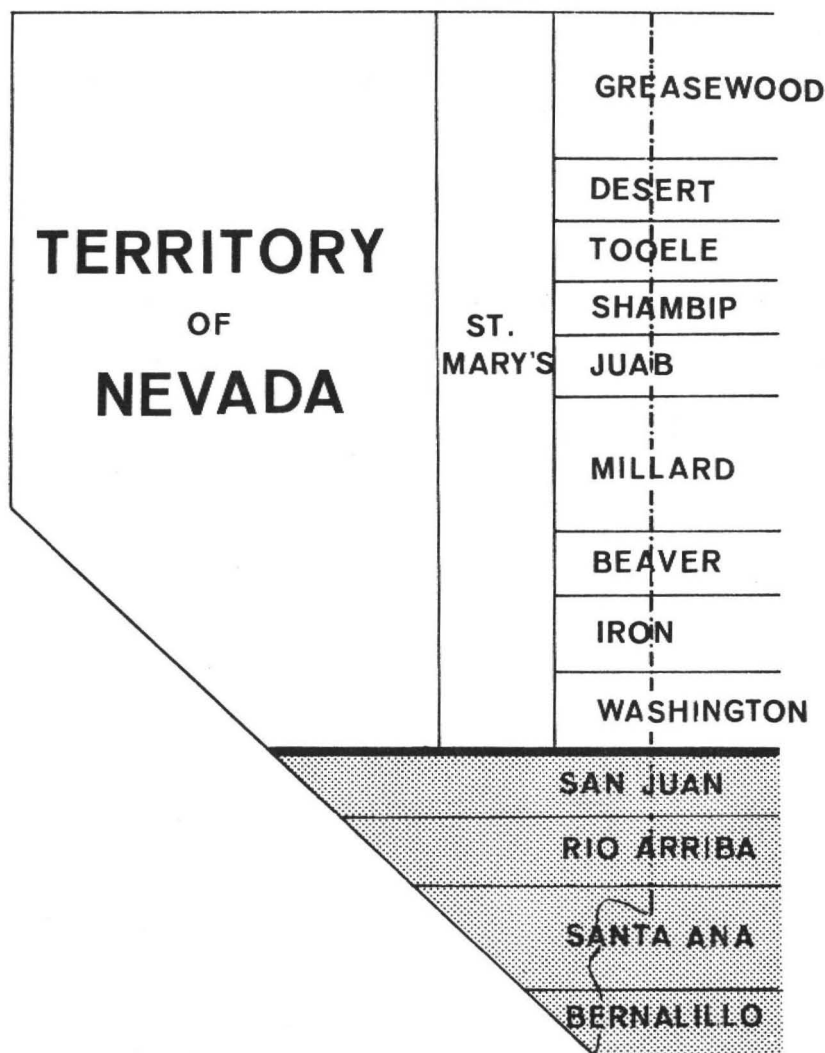 GREASEWOOD
DESERT
TOOELE
SHAMBIP
JUAB
MILLARD
BEAVER
IRON
WASHINGTON
TERRITORY
OF
NEVADA
ST.
MARY'S
SAN JUAN
RIO ARRIBA
SANTA ANA
BERNALILLO